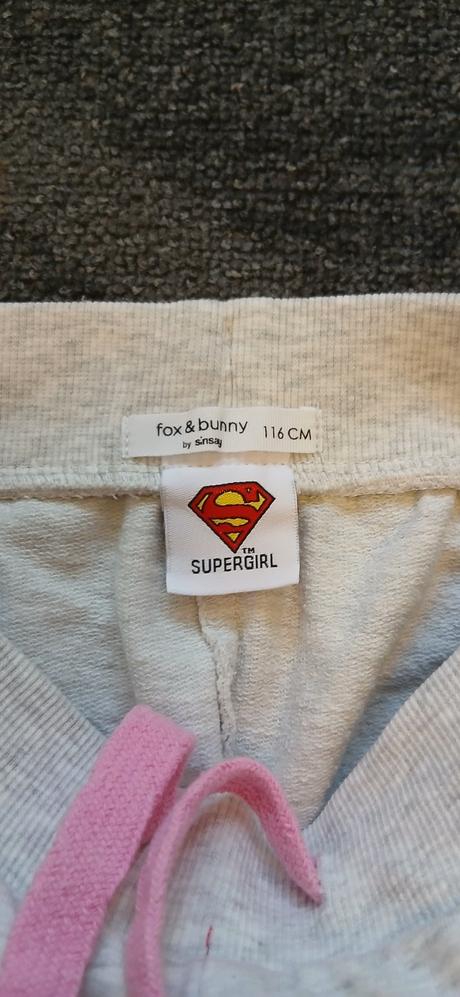 fox & bunny 116 CM
by sinsay
TM
SUPERGIRL